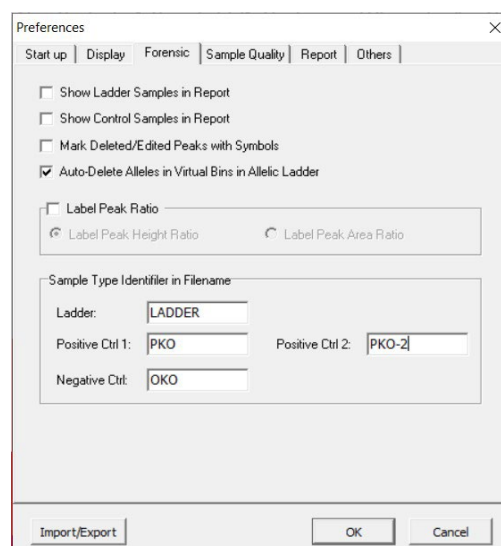 Preferences
Start up Display Forensic Sample Quality Report Others
Show Ladder Samples in Report
Show Control Samples in Report
Mark Deleted/Edited Peaks with Symbols
Auto-Delete Alleles in Virtual Bins in Allelic Ladder
Label Peak Ratio
Label Peak Height Ratio Label Peak Area Ratio
Sample Type Identifiler in Filename
Ladder: LADDER
Positive Ctrl 1: PKO Positive Ctrl 2: PKO-2
Negative Ctrl: OKO
Import/Export OK Cancel